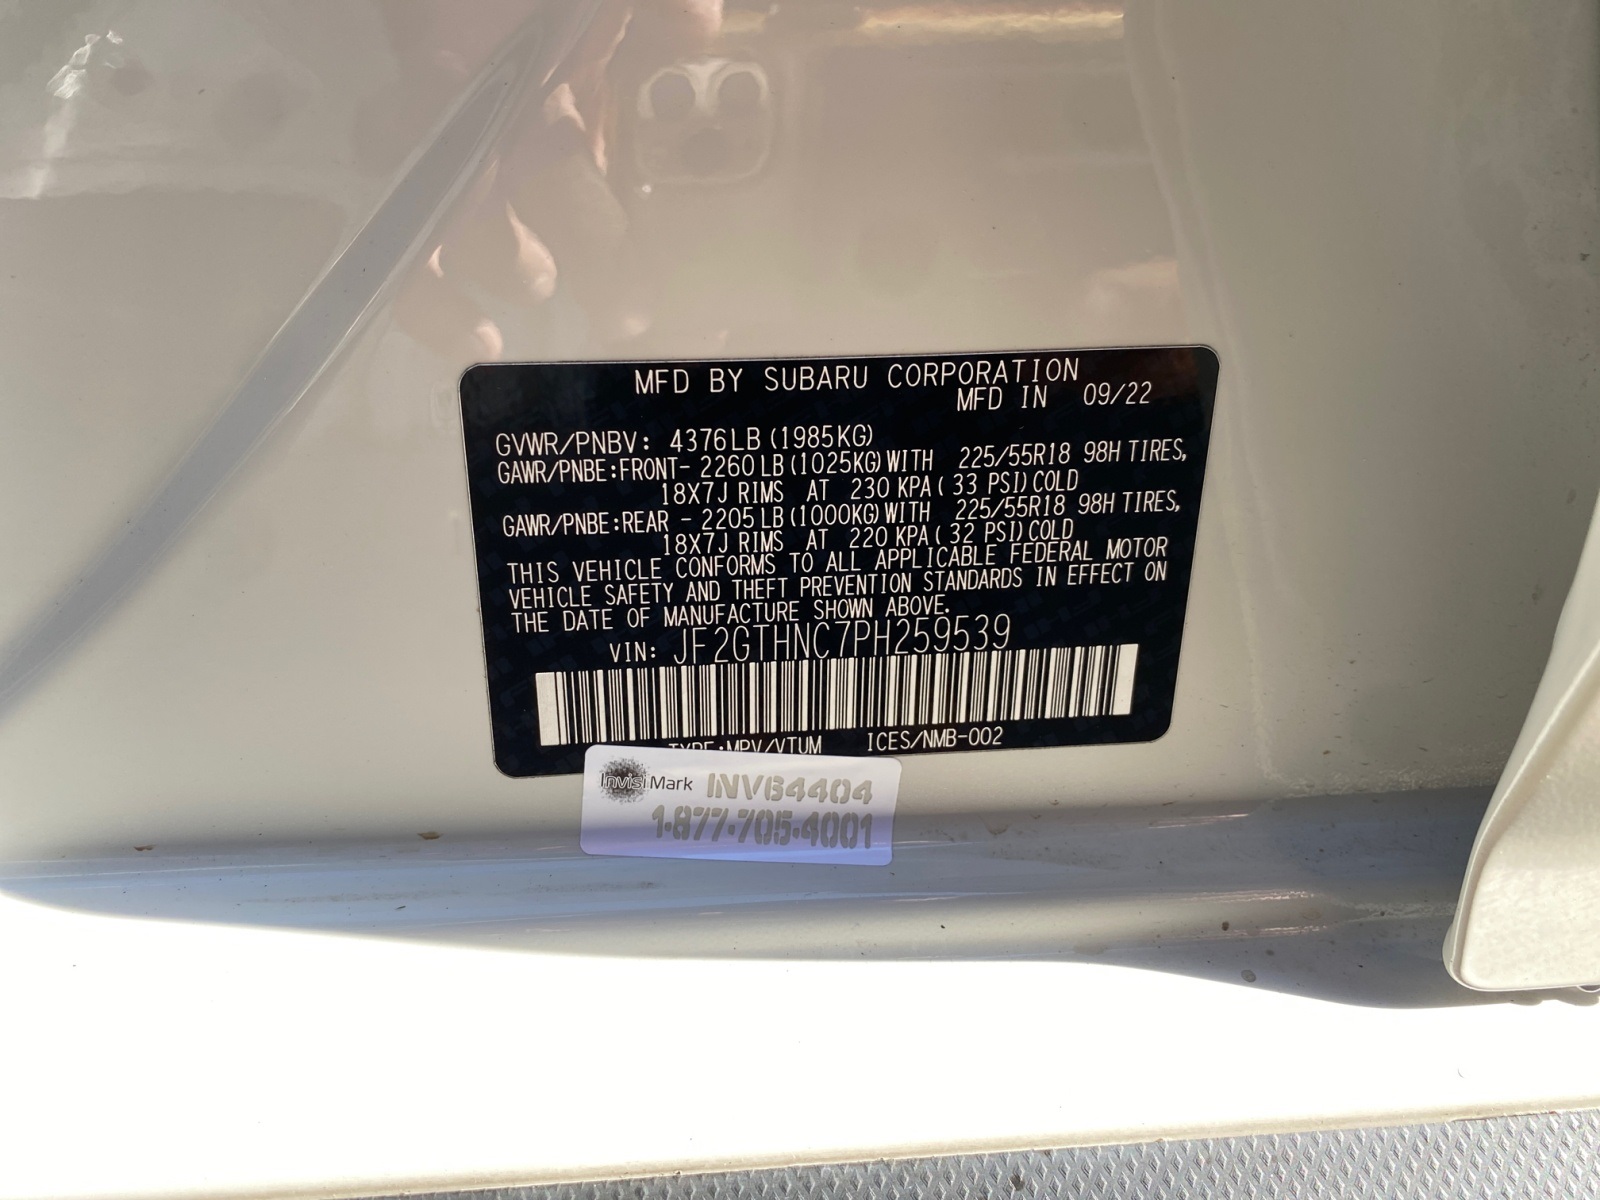 MFD BY SUBARU CORPORATION
MFD IN 09/22
GVWR/PNBV: 4376LB(1985KG)
GAWR/PNBE:FRONT- 2260LB(1025KG)WITH 225/55R18 98H TIRES,
18X7J RIMS AT 230 KPA( 33 PSI)COLD
GAWR/PNBE:REAR - 2205LB(1000KG)WITH 225/55R18 98H TIRES,
18X7J RIMS AT 220 KPA( 32 PSI)COLD
THIS VEHICLE CONFORMS TO ALL APPLICABLE FEDERAL MOTOR
VEHICLE SAFETY AND THEFT PREVENTION STANDARDS IN EFFECT ON
THE DATE OF MANUFACTURE SHOWN ABOVE.
VIN: JF2GTHNC7PH259539
TYPE:MPV/VTUM ICES/NMB-002
InvisiMark INV64404
1-877-705-4001